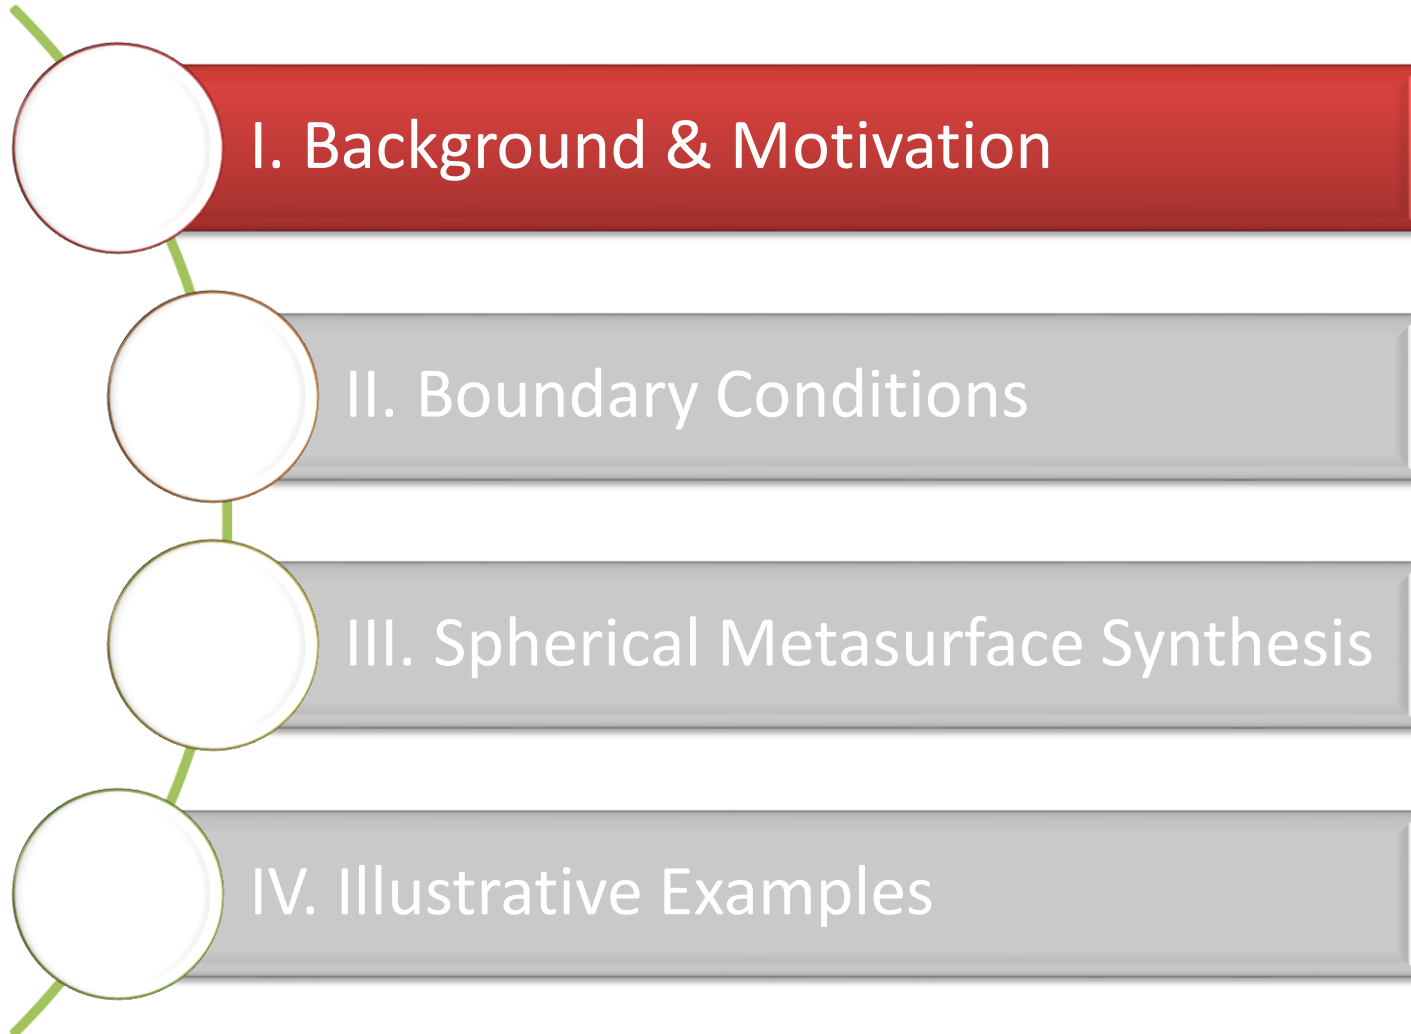 I. Background & Motivation
II. Boundary Conditions
III. Spherical Metasurface Synthesis
IV. Illustrative Examples